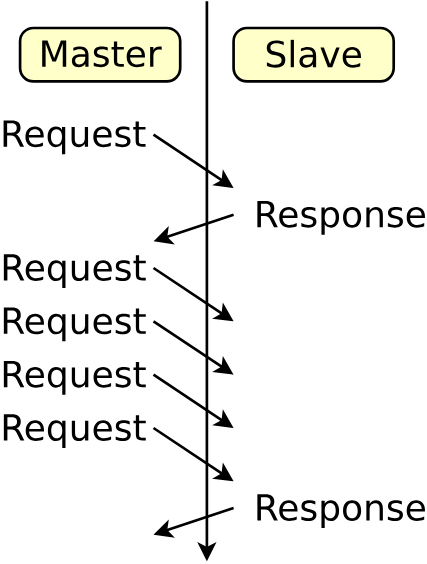 Master
Slave
Request
Response
Request
Request
Request
Request
Response